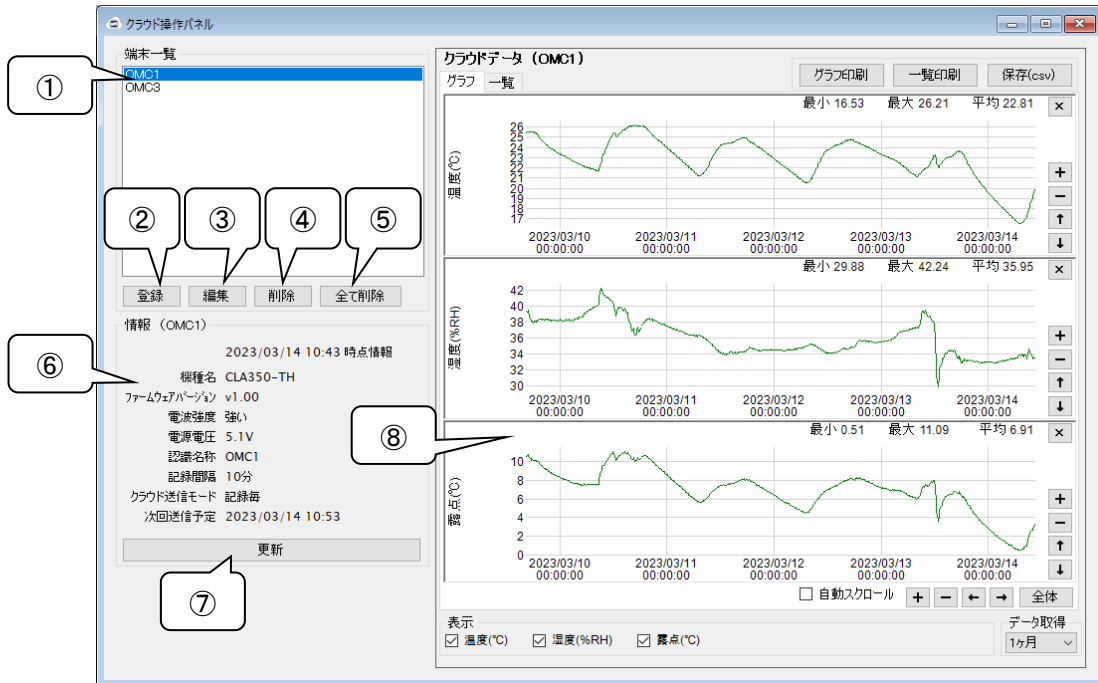 クラウド操作パネル
端末一覧
OMC1
OMC3
①
②
③
④
⑤
登録 編集 削除 全て削除
情報 (OMC1)
2023/03/14 10:43 時点情報
⑥
機種名 CLA350-TH
ファームウェアバージョン v1.00
電波強度 強い
電源電圧 5.1V
認識名称 OMC1
記録間隔 10分
クラウド送信モード 記録毎
次回送信予定 2023/03/14 10:53
更新
⑦
クラウドデータ (OMC1)
グラフ 一覧
グラフ印刷 一覧印刷 保存(csv)
最小 16.53 最大 26.21 平均 22.81 ×
温度(℃)
26
25
24
23
22
21
20
19
18
17
+
−
↑
↓
2023/03/10 2023/03/11 2023/03/12 2023/03/13 2023/03/14
00:00:00 00:00:00 00:00:00 00:00:00 00:00:00
最小 29.88 最大 42.24 平均 35.95 ×
湿度(%RH)
42
40
38
36
34
32
30
+
−
↑
↓
2023/03/10 2023/03/11 2023/03/12 2023/03/13 2023/03/14
00:00:00 00:00:00 00:00:00 00:00:00 00:00:00
⑧
最小 0.51 最大 11.09 平均 6.91 ×
露点(℃)
10
8
6
4
2
0
+
−
↑
↓
2023/03/10 2023/03/11 2023/03/12 2023/03/13 2023/03/14
00:00:00 00:00:00 00:00:00 00:00:00 00:00:00
自動スクロール + − ← → 全体
表示
温度(℃) 湿度(%RH) 露点(℃)
データ取得
1ヶ月